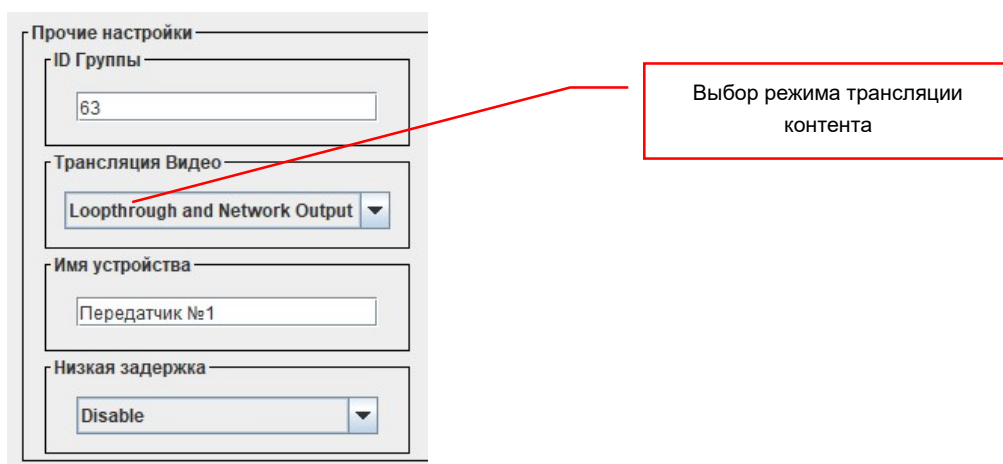 Прочие настройки
ID Группы
63
Трансляция Видео
Loopthrough and Network Output
Имя устройства
Передатчик №1
Низкая задержка
Disable
Выбор режима трансляции
контента